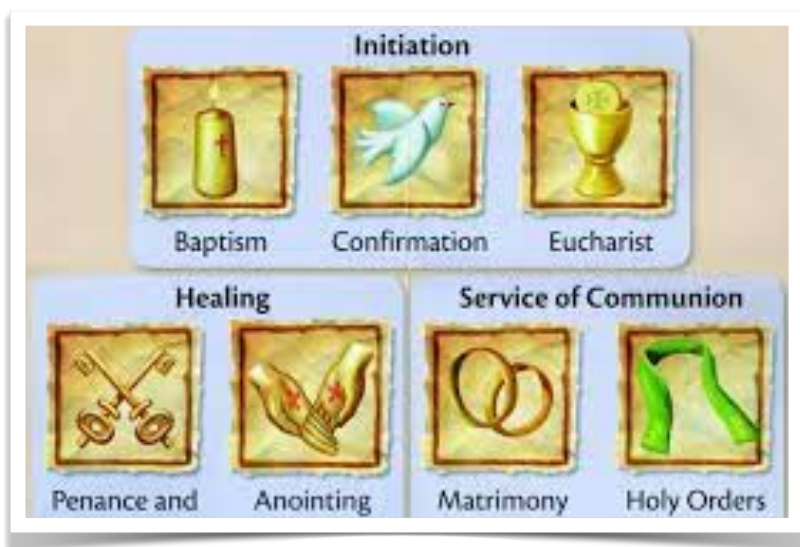 Initiation
Baptism Confirmation Eucharist
Healing Service of Communion
Penance and Anointing Matrimony Holy Orders